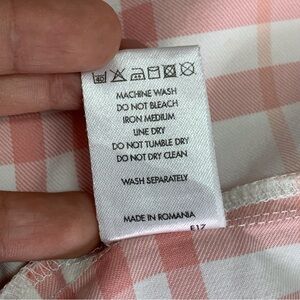 40
MACHINE WASH
DO NOT BLEACH
IRON MEDIUM
LINE DRY
DO NOT TUMBLE DRY
DO NOT DRY CLEAN
WASH SEPARATELY
MADE IN ROMANIA
E17